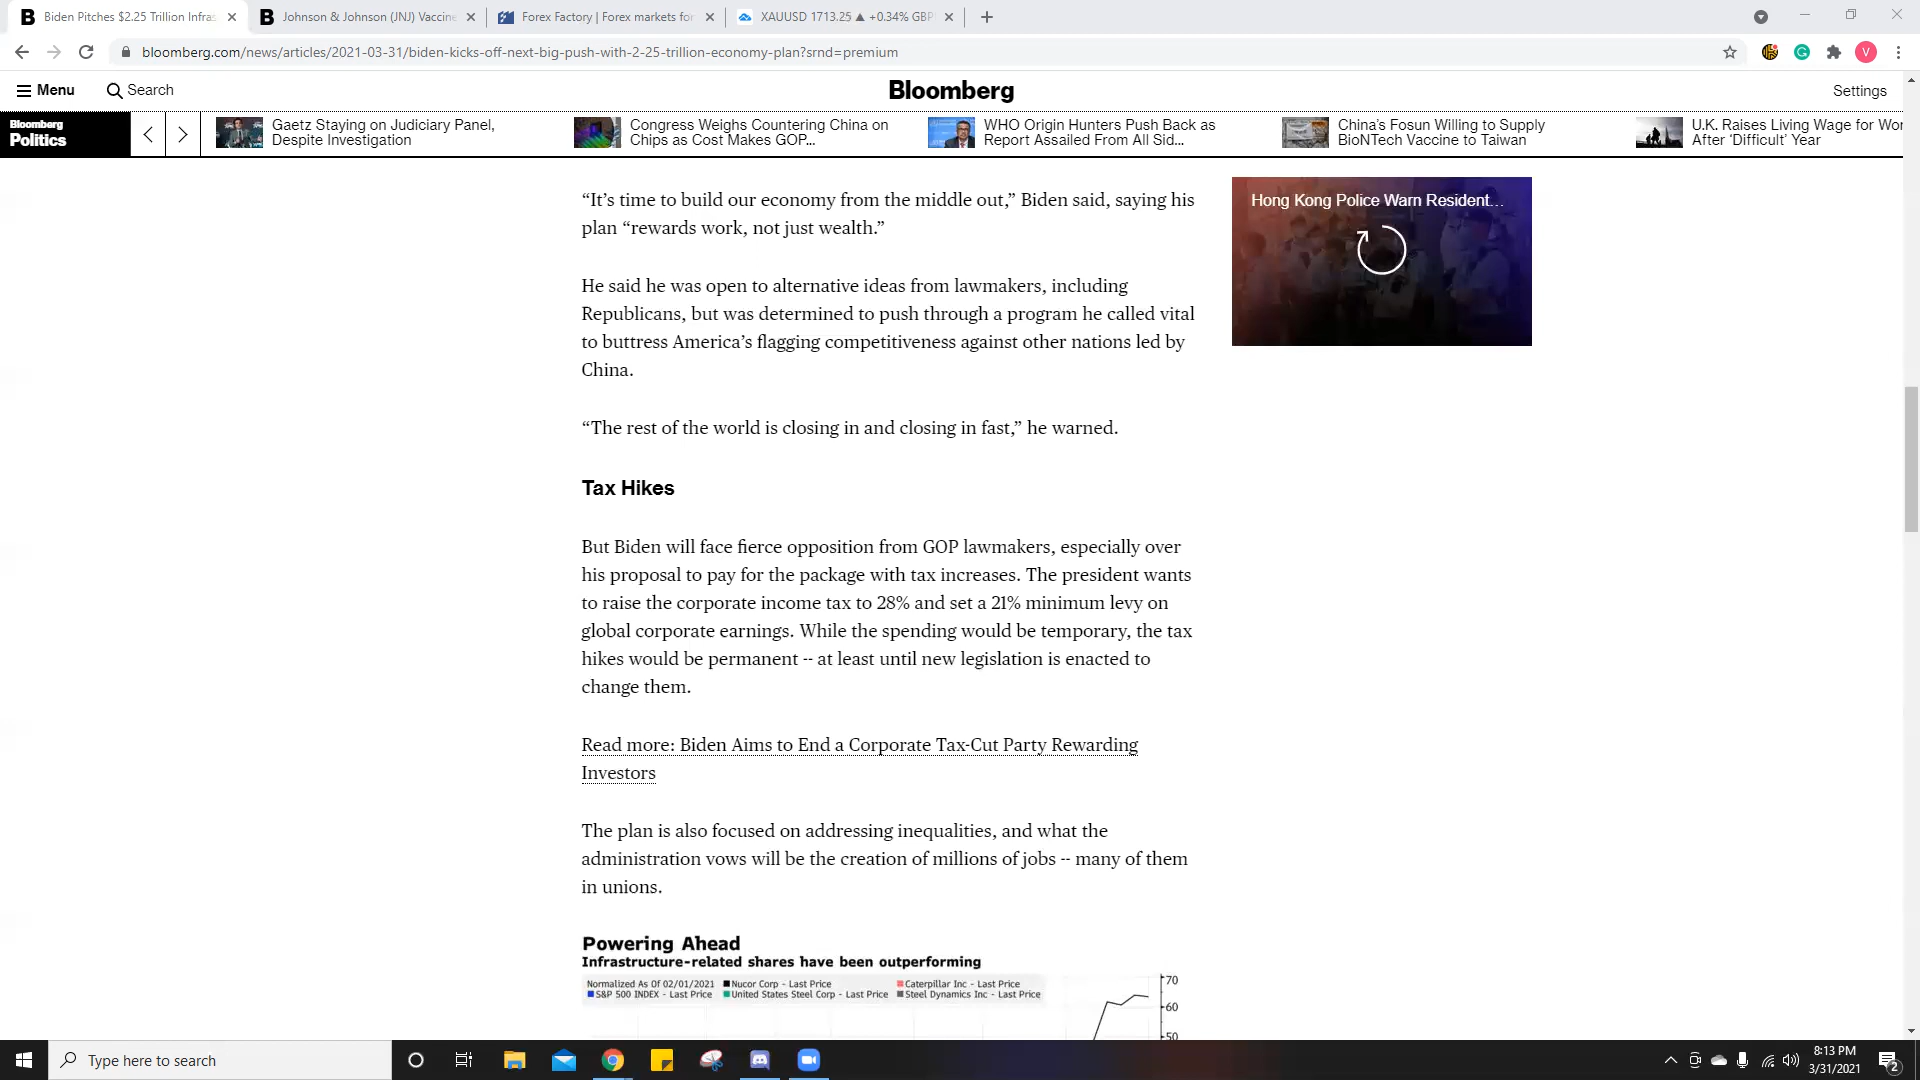 Biden Pitches $2.25 Trillion Infras
Johnson & Johnson (JNJ) Vaccine
Forex Factory | Forex markets for
XAUUSD 1713.25 ▲ +0.34% GBP
bloomberg.com/news/articles/2021-03-31/biden-kicks-off-next-big-push-with-2-25-trillion-economy-plan?srnd=premium
V
Menu
Search
Bloomberg
Settings
Bloomberg
Politics
Gaetz Staying on Judiciary Panel,
Despite Investigation
Congress Weighs Countering China on
Chips as Cost Makes GOP...
WHO Origin Hunters Push Back as
Report Assailed From All Sid...
China's Fosun Willing to Supply
BioNTech Vaccine to Taiwan
U.K. Raises Living Wage for Wor
After 'Difficult' Year
“It’s time to build our economy from the middle out,” Biden said, saying his
plan “rewards work, not just wealth.”
Hong Kong Police Warn Resident...
He said he was open to alternative ideas from lawmakers, including
Republicans, but was determined to push through a program he called vital
to buttress America’s flagging competitiveness against other nations led by
China.
“The rest of the world is closing in and closing in fast,” he warned.
Tax Hikes
But Biden will face fierce opposition from GOP lawmakers, especially over
his proposal to pay for the package with tax increases. The president wants
to raise the corporate income tax to 28% and set a 21% minimum levy on
global corporate earnings. While the spending would be temporary, the tax
hikes would be permanent -- at least until new legislation is enacted to
change them.
Read more: Biden Aims to End a Corporate Tax-Cut Party Rewarding
Investors
The plan is also focused on addressing inequalities, and what the
administration vows will be the creation of millions of jobs -- many of them
in unions.
Powering Ahead
Infrastructure-related shares have been outperforming
Normalized As Of 02/01/2021 Nucor Corp - Last Price Caterpillar Inc - Last Price
S&P 500 INDEX - Last Price United States Steel Corp - Last Price Steel Dynamics Inc - Last Price
70
60
50
Type here to search
8:13 PM
3/31/2021
2